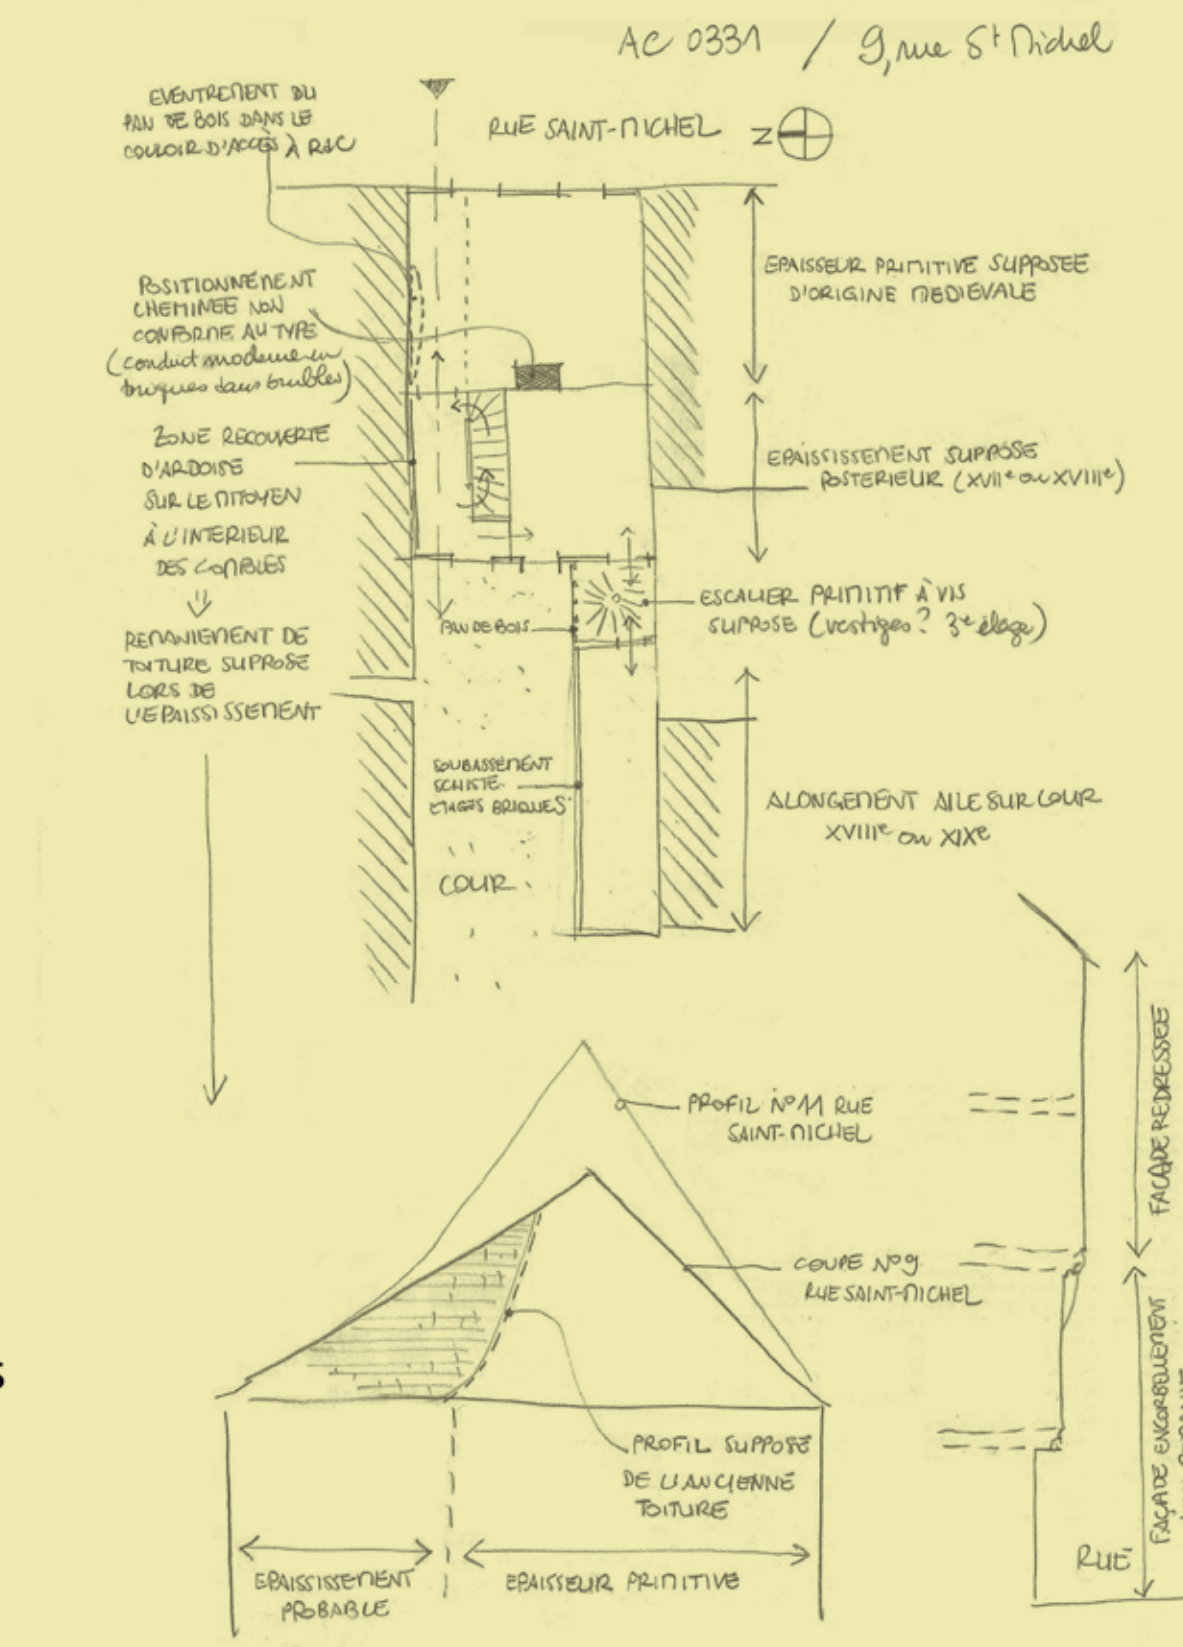 AC 0331 / 9, rue St Michel
EVENTREMENT DU
PAN DE BOIS DANS LE
COULOIR D'ACCÈS À RDC
RUE SAINT-MICHEL
N
POSITIONNEMENT
CHEMINEE NON
CONFORME AU TYPE
(conduit moderne en
briques dans combles)
EPAISSEUR PRIMITIVE SUPPOSEE
D'ORIGINE MEDIEVALE
ZONE RECOUVERTE
D'ARDOISE
SUR LE MITOYEN
À L'INTERIEUR
DES COMBLES
EPAISSISSEMENT SUPPOSE
POSTERIEUR (XVIIe ou XVIIIe)
REMANIEMENT DE
TOITURE SUPPOSE
LORS DE
L'EPAISSISSEMENT
PAN DE BOIS
ESCALIER PRIMITIF À VIS
SUPPOSE (vestiges? 3e étage)
SOUBASSEMENT
SCHISTE
ETAGES BRIQUES
ALONGEMENT AILE SUR COUR
XVIIIe ou XIXe
COUR
PROFIL N°11 RUE
SAINT-MICHEL
COUPE N°9
RUE SAINT-MICHEL
PROFIL SUPPOSE
DE L'ANCIENNE
TOITURE
EPAISSISSEMENT
PROBABLE
EPAISSEUR PRIMITIVE
FAÇADE REDRESSEE
FAÇADE ENCORBELLEMENT
RUE
S